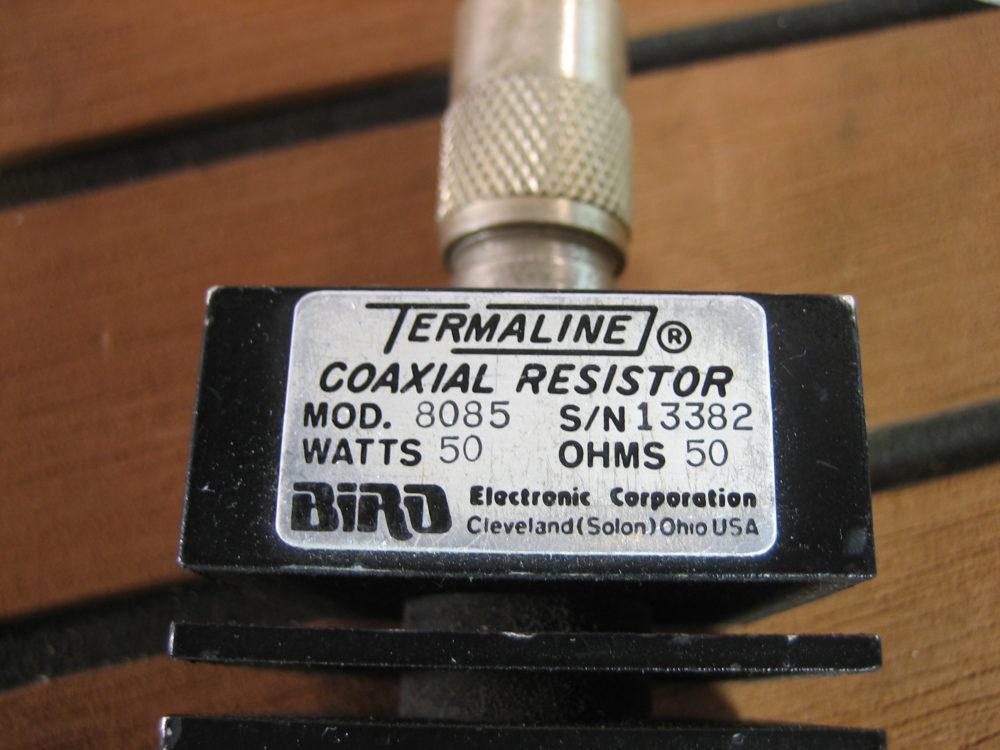 TERMALINE®
COAXIAL RESISTOR
MOD. 8085 S/N 13382
WATTS 50 OHMS 50
BIRD Electronic Corporation
Cleveland (Solon) Ohio USA